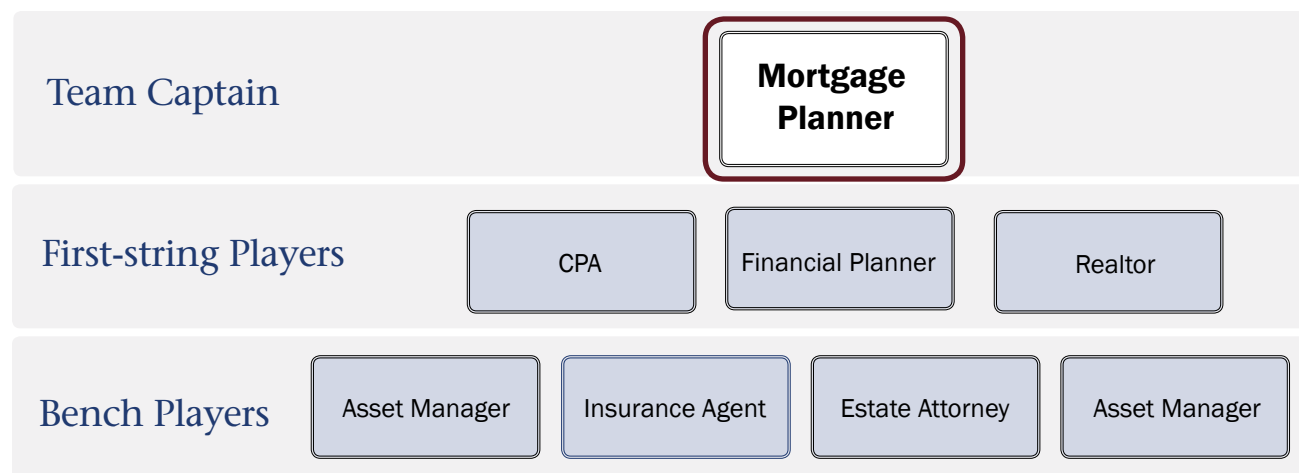 Team Captain
Mortgage
Planner
First-string Players
CPA
Financial Planner
Realtor
Bench Players
Asset Manager
Insurance Agent
Estate Attorney
Asset Manager